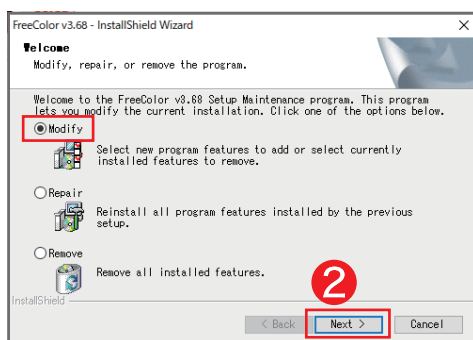 FreeColor v3.68 - InstallShield Wizard
Welcome
Modify, repair, or remove the program.
Welcome to the FreeColor v3.68 Setup Maintenance program. This program
lets you modify the current installation. Click one of the options below.
Modify
Select new program features to add or select currently
installed features to remove.
Repair
Reinstall all program features installed by the previous
setup.
Remove
Remove all installed features.
2
InstallShield
< Back Next > Cancel